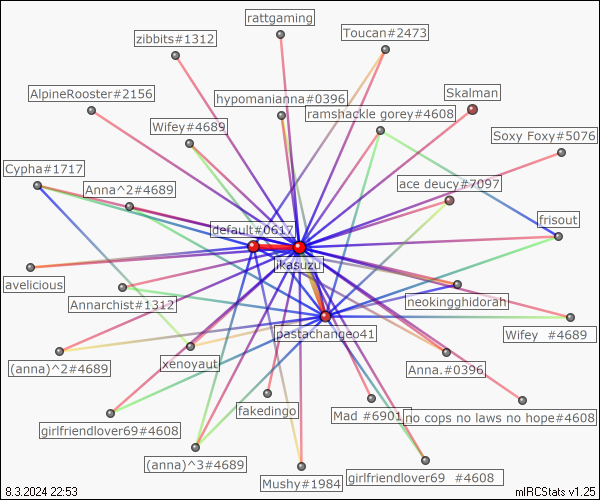 rattgaming
zibbits#1312
Toucan#2473
AlpineRooster#2156
hypomanianna#0396
Skalman
ramshackle gorey#4608
Wifey#4689
Soxy Foxy#5076
Cypha#1717
Anna^2#4689
ace deucy#7097
default#0617
frisout
ikasuzu
avelicious
Annarchist#1312
neokingghidorah
pastachangeo41
Wifey #4689
(anna)^2#4689
xenoyaut
Anna.#0396
fakedingo
Mad #6901
no cops no laws no hope#4608
girlfriendlover69#4608
(anna)^3#4689
Mushy#1984
girlfriendlover69 #4608
8.3.2024 22:53
mIRCStats v1.25